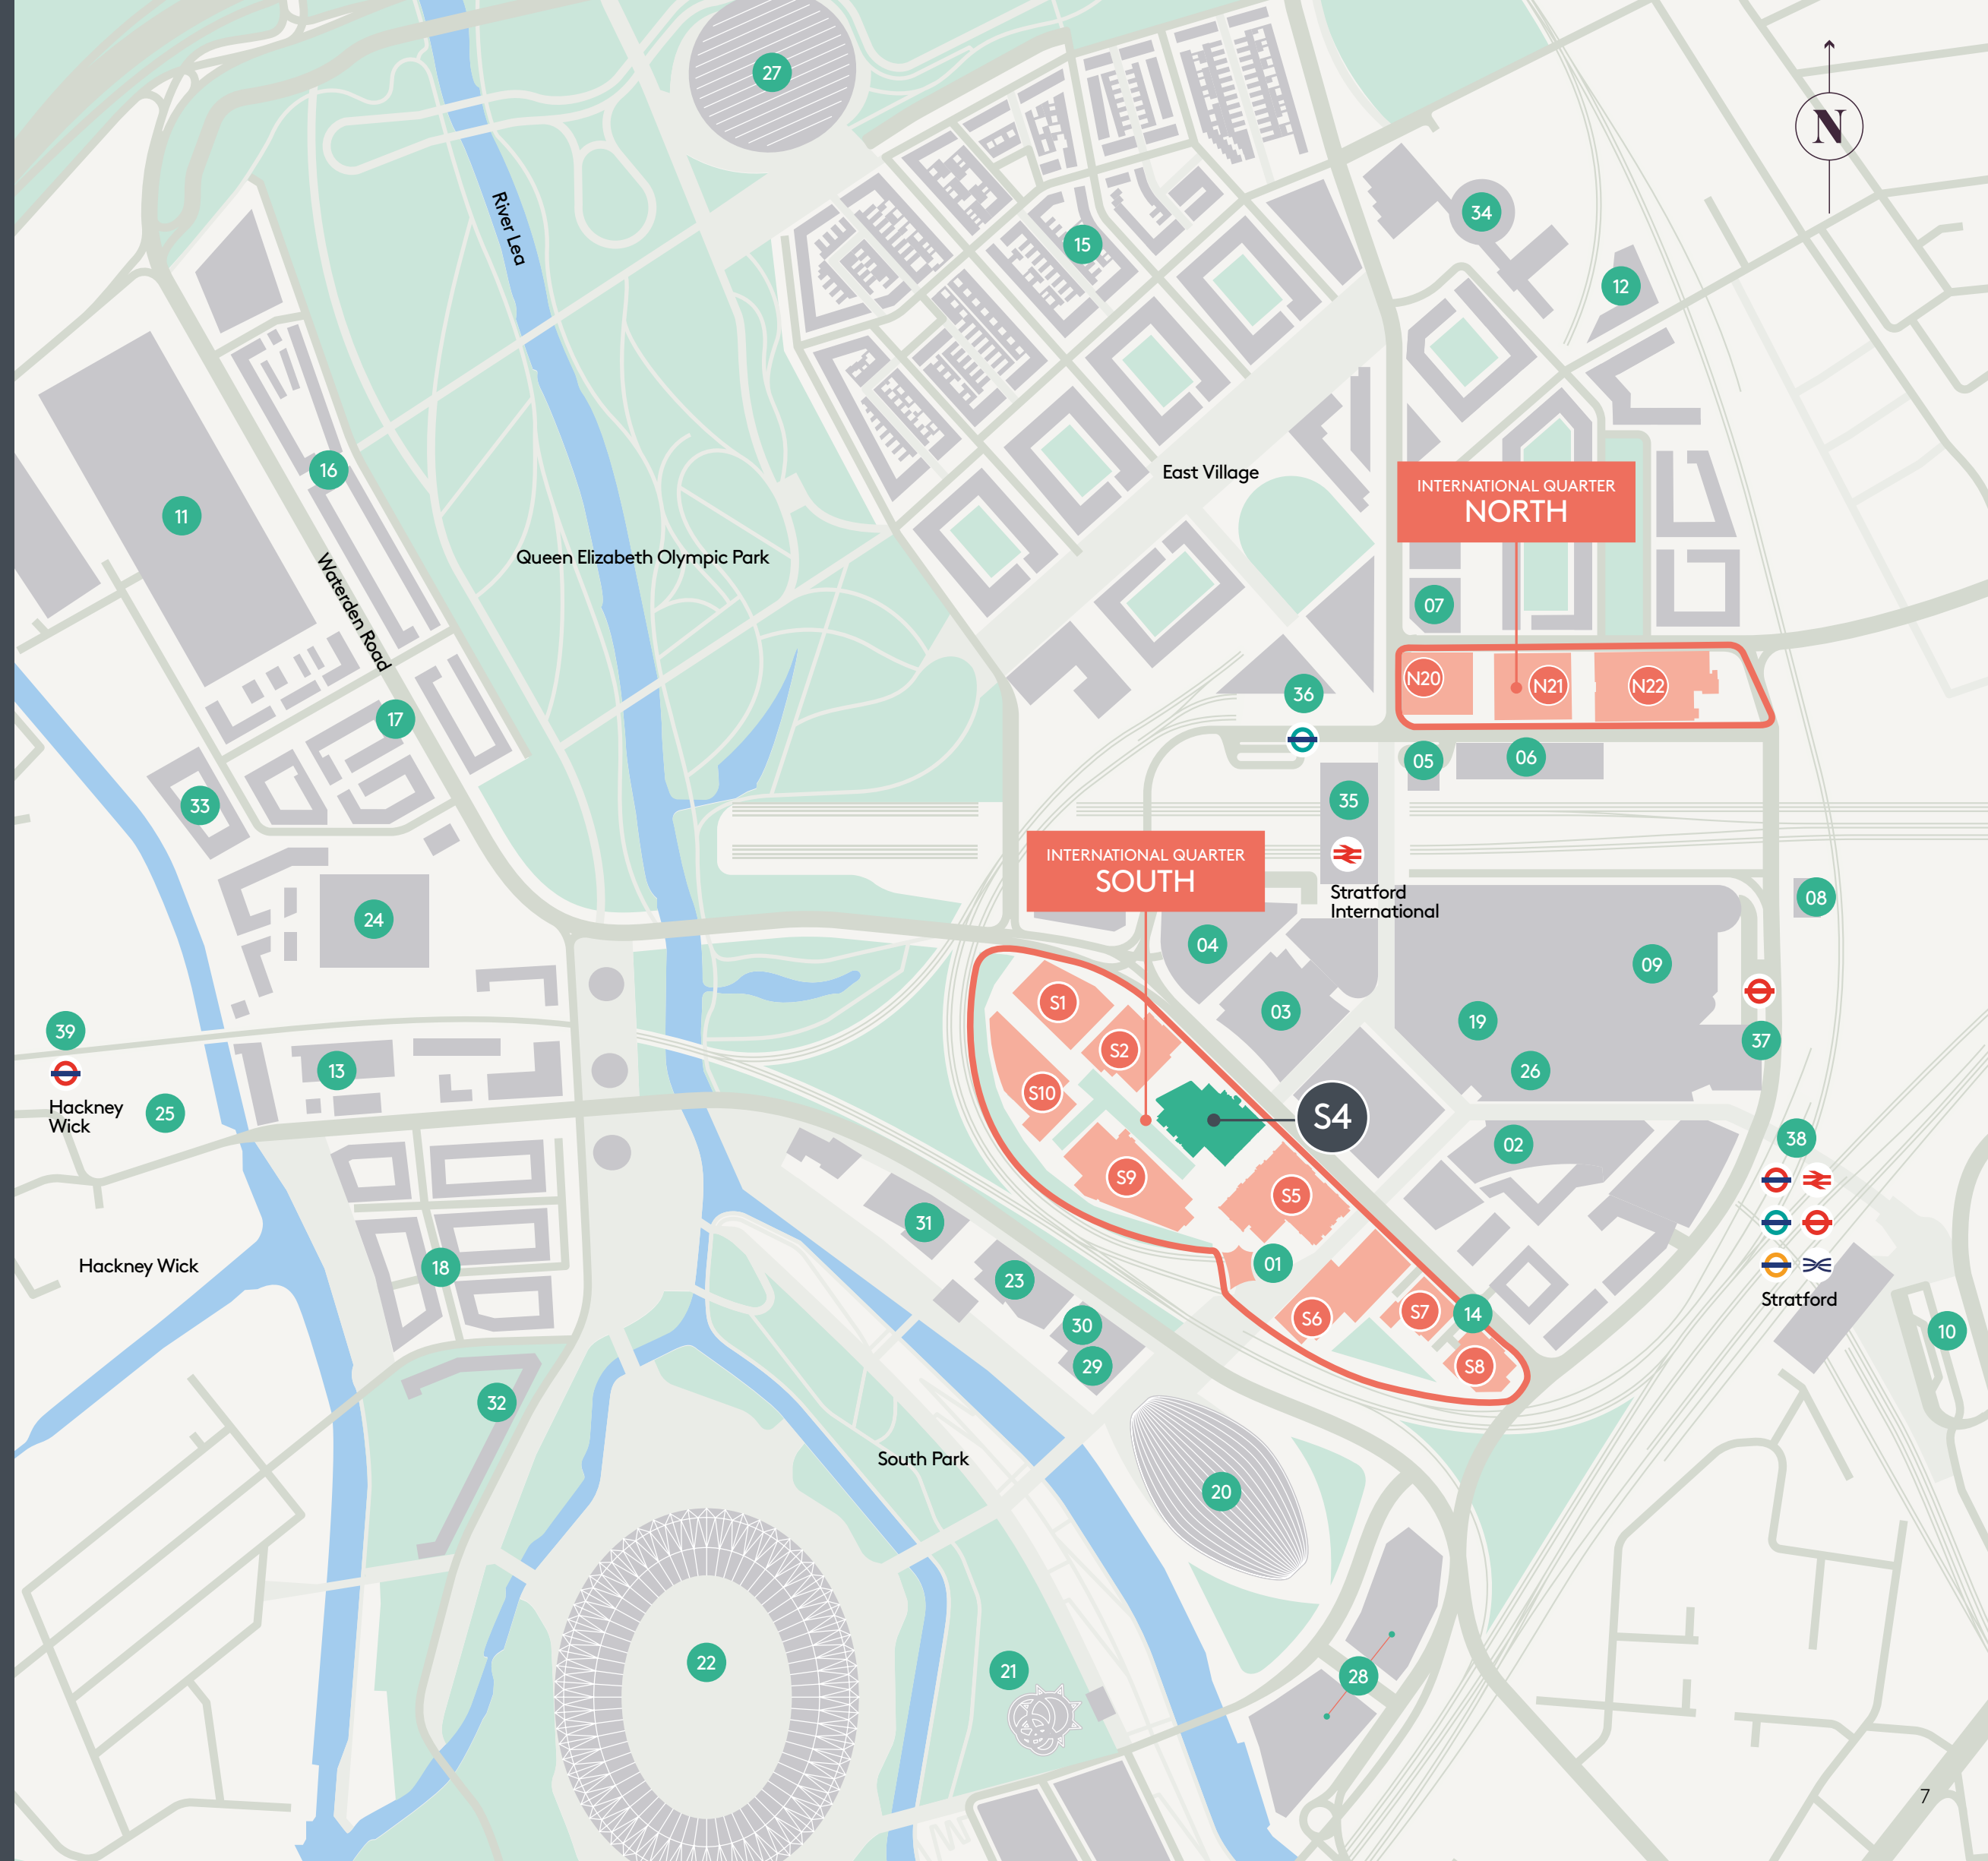 27
N
River Lea
34
15
12
East Village
16
INTERNATIONAL QUARTER
NORTH
11
Queen Elizabeth Olympic Park
Waterden Road
07
N20
N21
N22
36
17
05
06
33
35
INTERNATIONAL QUARTER
SOUTH
Stratford
International
08
24
04
09
S1
03
19
39
37
S2
13
26
S10
Hackney
Wick
25
S4
02
38
S9
S5
31
Hackney Wick
18
01
23
Stratford
S6
S7
14
30
10
29
S8
32
South Park
20
22
21
28
7